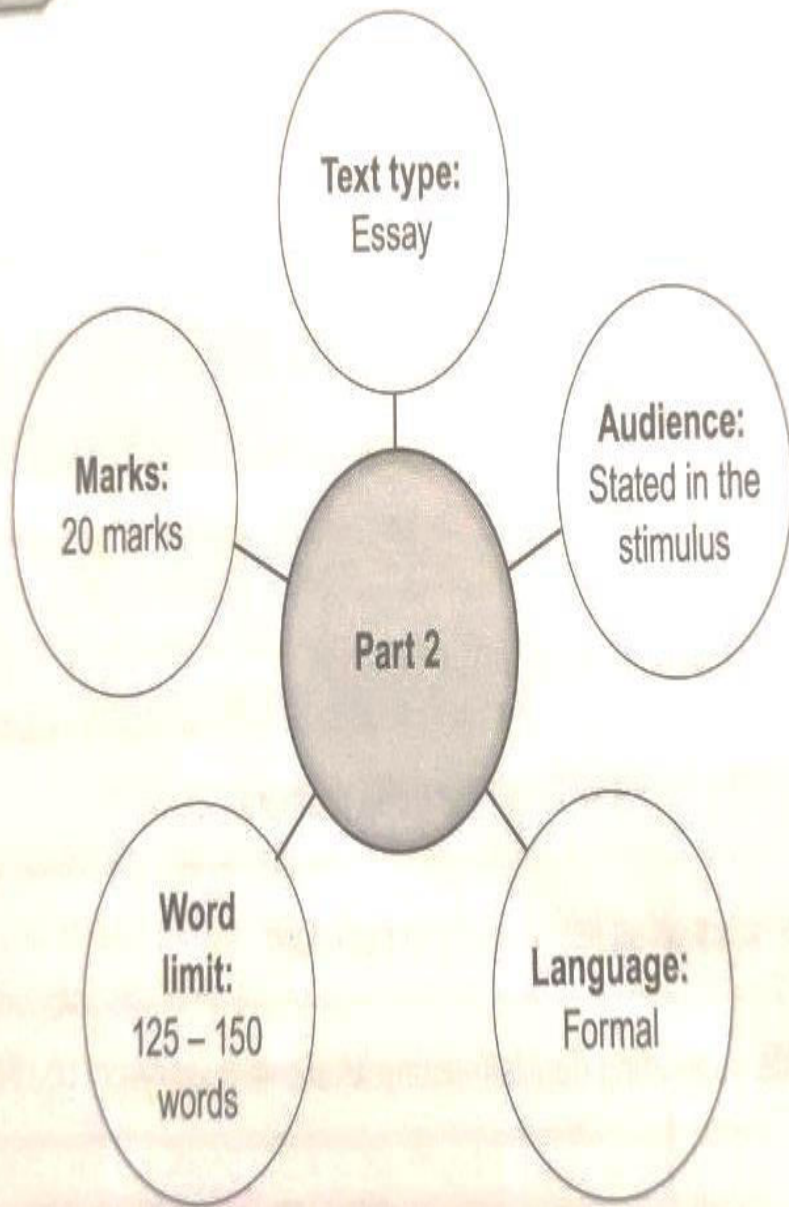 Text type:
Essay
Audience:
Stated in the
stimulus
Marks:
20 marks
Part 2
Word
limit:
125 – 150
words
Language:
Formal